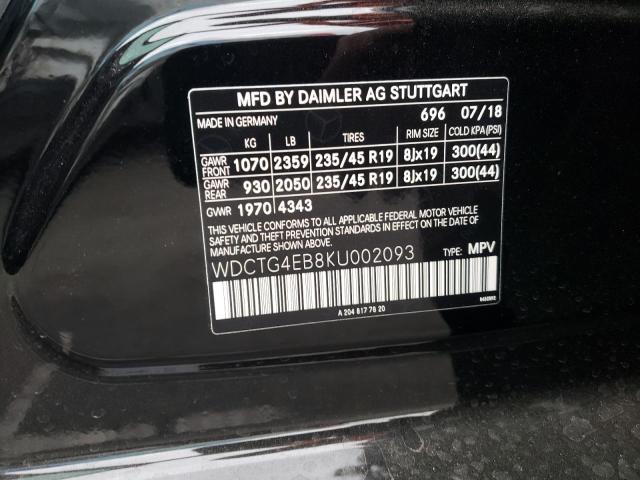 MFD BY DAIMLER AG STUTTGART
MADE IN GERMANY 696 07/18
KG LB TIRES RIM SIZE COLD KPA(PSI)
GAWR FRONT 1070 2359 235/45 R19 8Jx19 300(44)
GAWR REAR 930 2050 235/45 R19 8Jx19 300(44)
GVWR 1970 4343
THIS VEHICLE CONFORMS TO ALL APPLICABLE FEDERAL MOTOR VEHICLE
SAFETY AND THEFT PREVENTION STANDARDS IN EFFECT ON THE DATE
OF MANUFACTURE SHOWN ABOVE.
WDCTG4EB8KU002093 TYPE: MPV
A 204 817 78 20